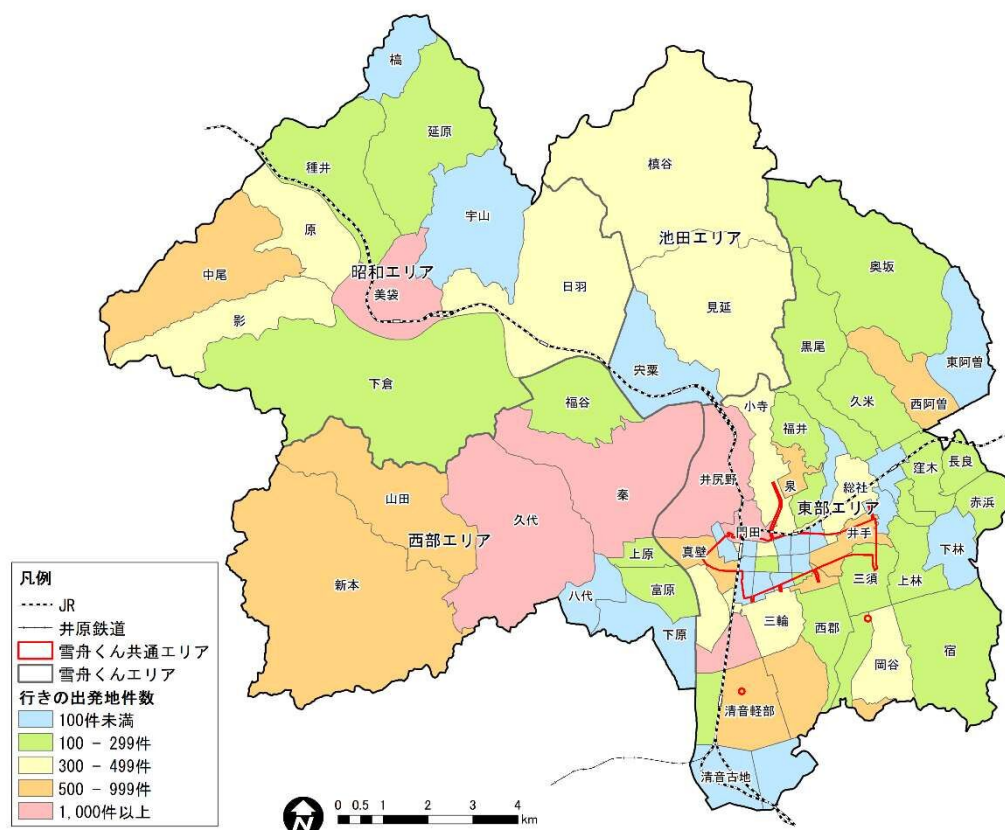 槁
延原
種井
槙谷
宇山
原
池田エリア
昭和エリア
中尾
美袋
日羽
奥坂
見延
影
黒尾
東阿曽
宍粟
下倉
久米
西阿曽
福谷
小寺
福井
長良
窪木
井尻野
泉
総社
赤浜
山田
秦
東部エリア
久代
門田
井手
西部エリア
上原
真壁
下林
新本
八代
富原
三須
上林
下原
三輪
西郡
岡谷
宿
清音軽部
清音古地
凡例
JR
井原鉄道
雪舟くん共通エリア
雪舟くんエリア
行きの出発地件数
100件未満
100 - 299件
300 - 499件
500 - 999件
1,000件以上
N
0 0.5 1 2 3 4
km